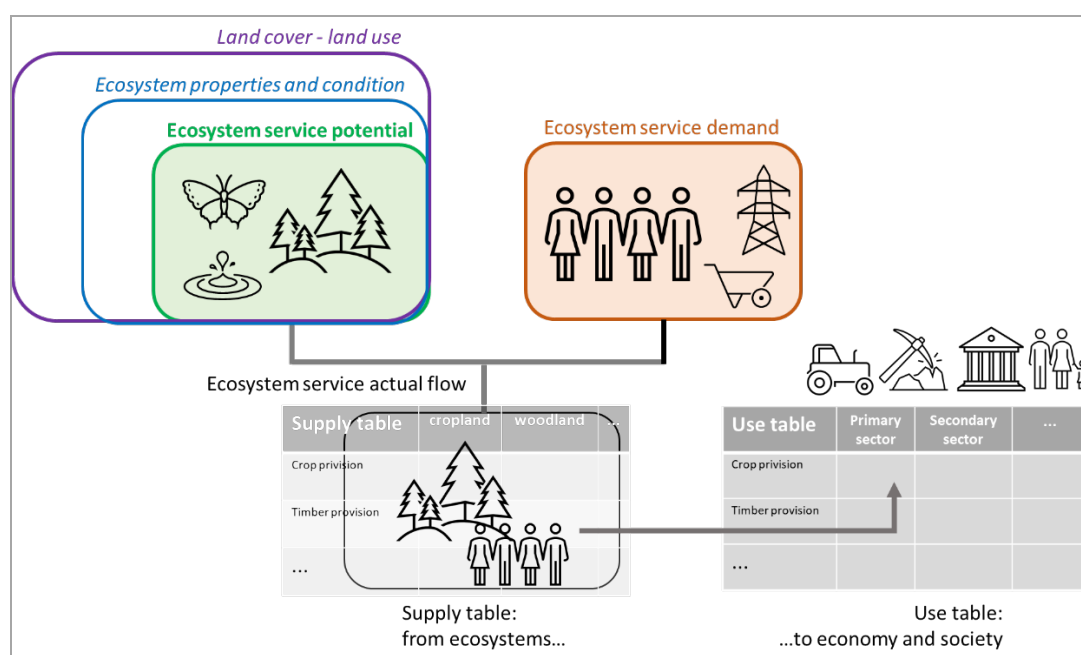 Land cover - land use
Ecosystem properties and condition
Ecosystem service potential
Ecosystem service demand
Ecosystem service actual flow
Supply table cropland woodland ...
Crop privision
Timber provision
...
Use table Primary sector Secondary sector ...
Crop privision
Timber provision
...
Supply table:
from ecosystems...
Use table:
...to economy and society